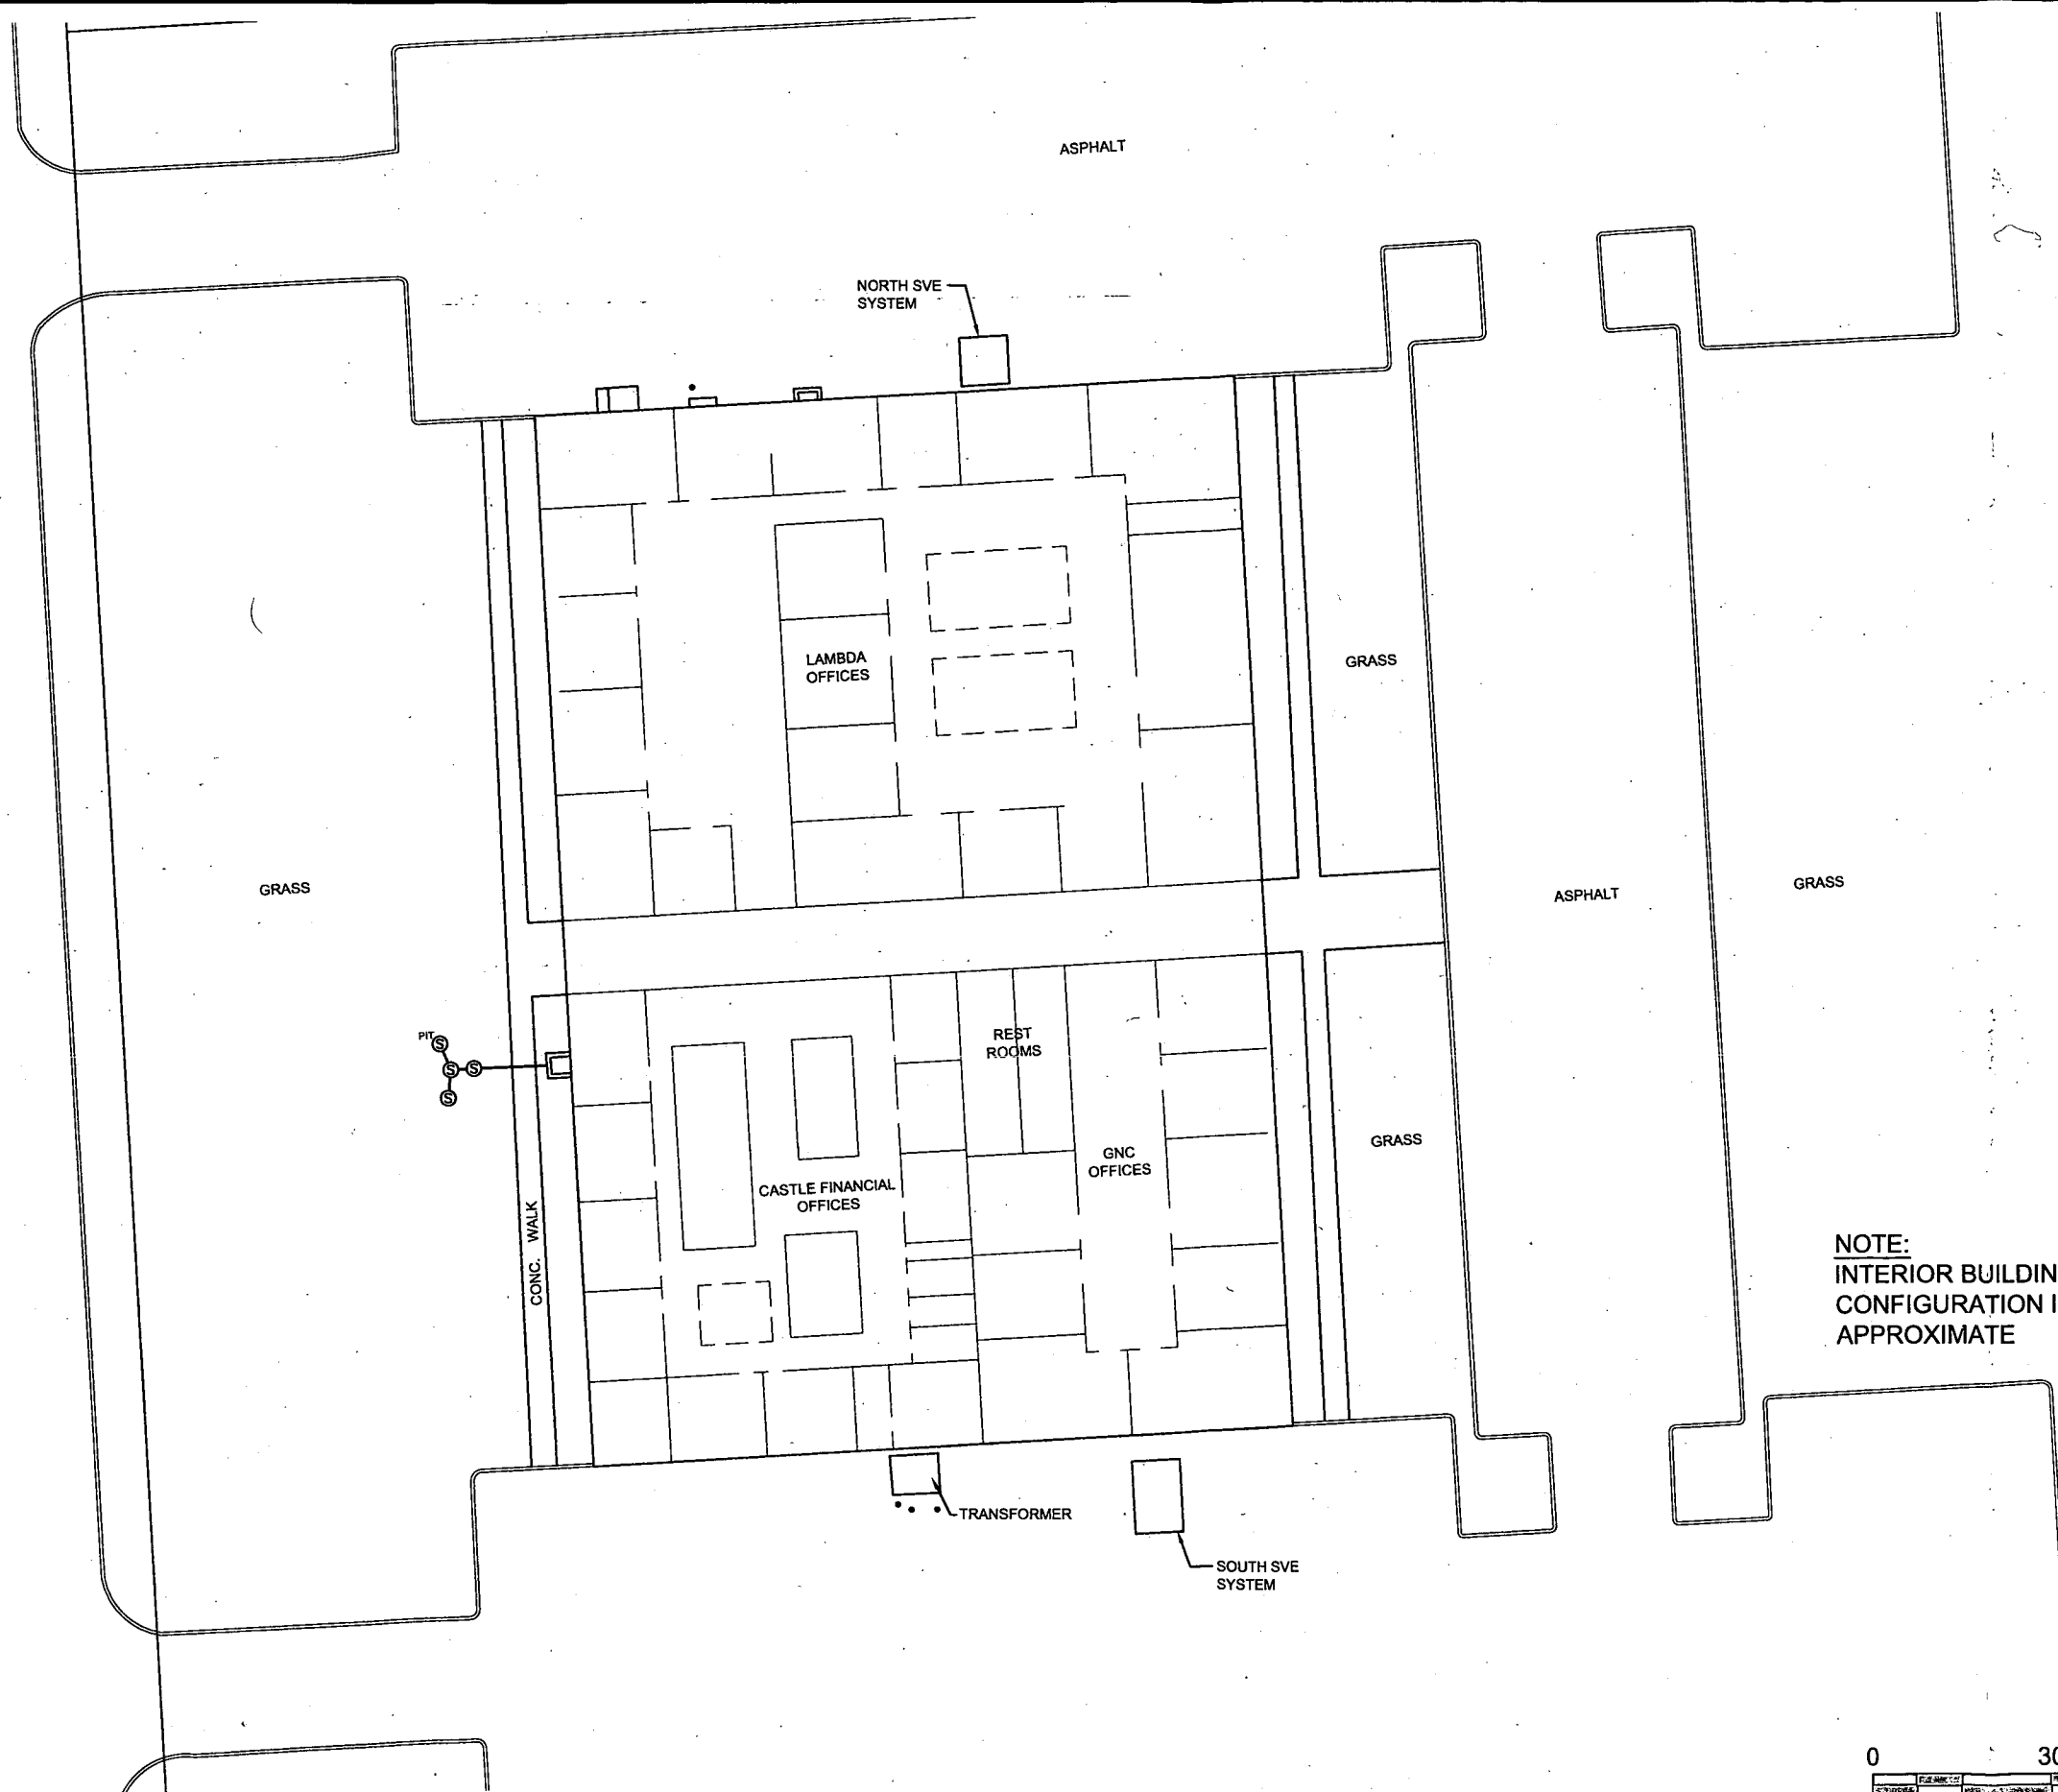 ASPHALT
NORTH SVE
SYSTEM
LAMBDA
OFFICES
GRASS
GRASS
ASPHALT
GRASS
PIT
S
S
S
S
REST
ROOMS
GNC
OFFICES
GRASS
CASTLE FINANCIAL
OFFICES
CONC. WALK
NOTE:
INTERIOR BUILDIN
CONFIGURATION I
APPROXIMATE
TRANSFORMER
SOUTH SVE
SYSTEM
0 30